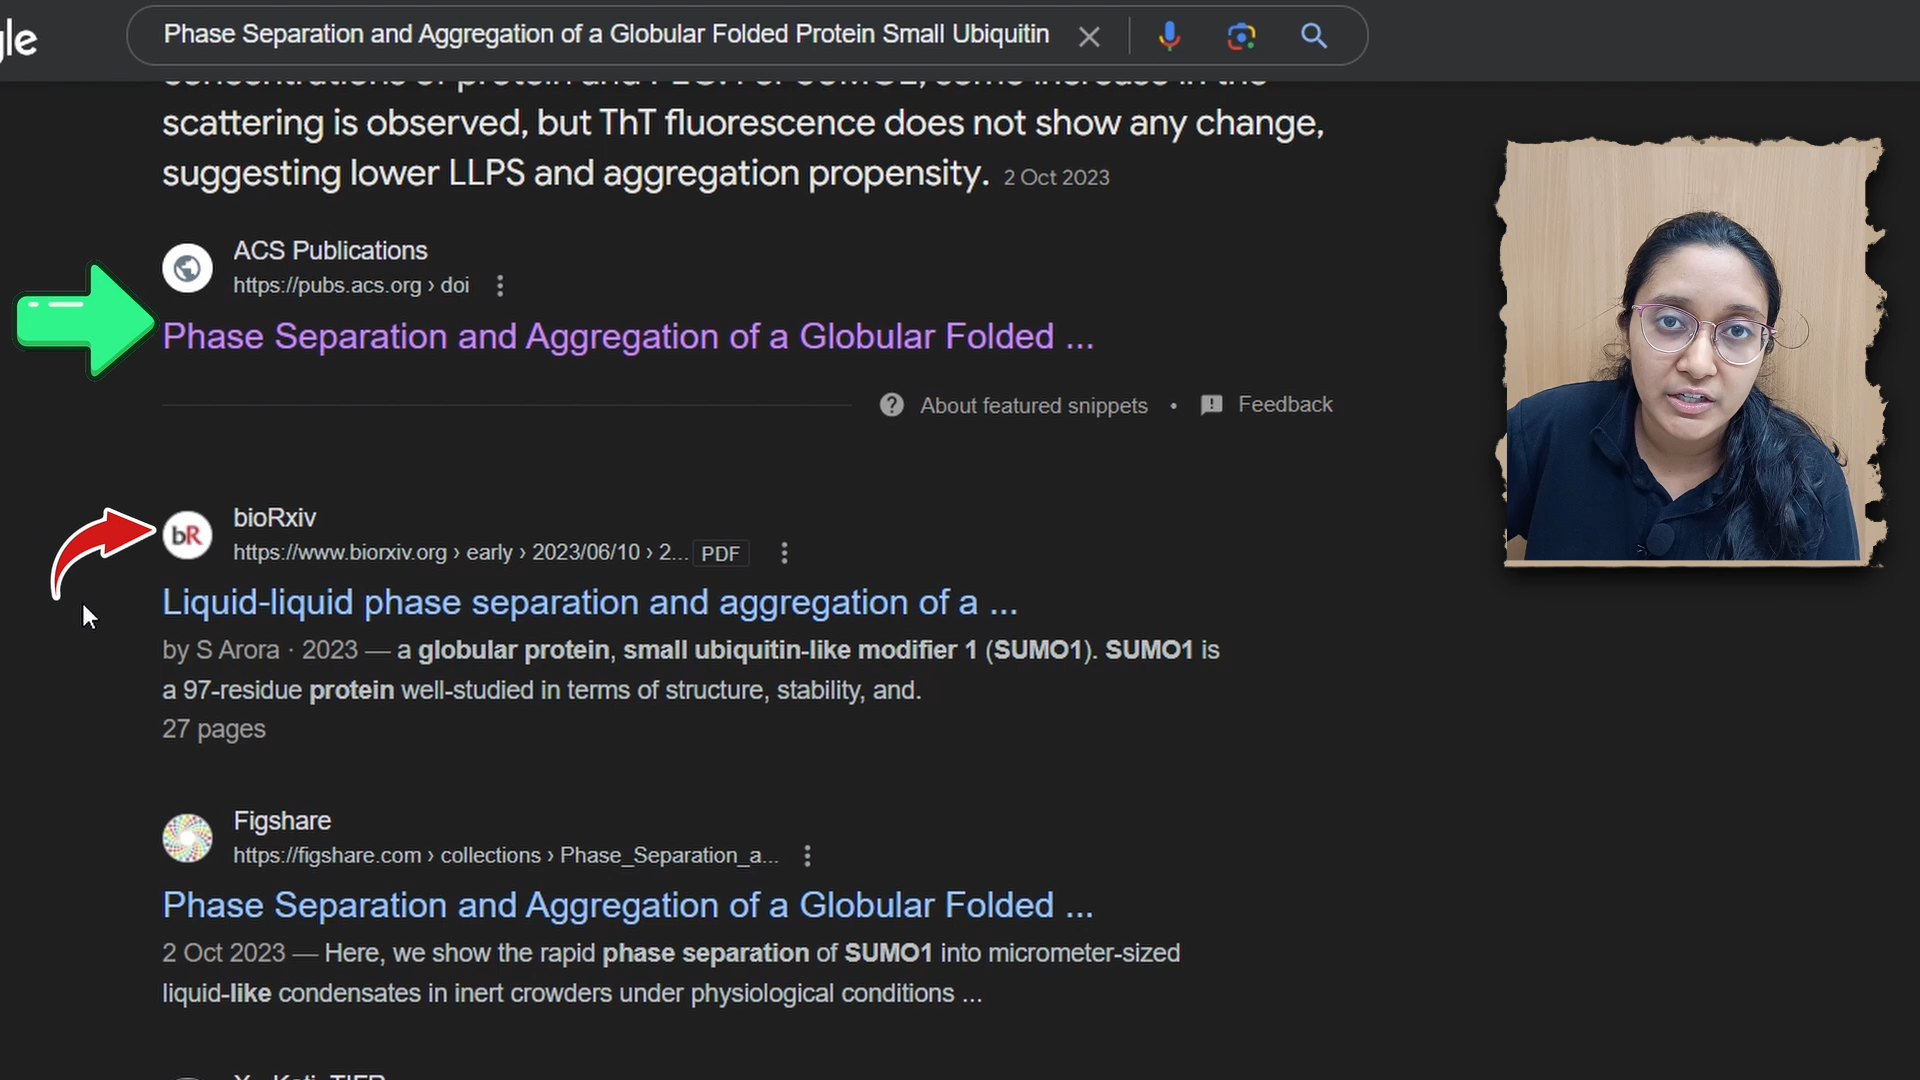 gle
Phase Separation and Aggregation of a Globular Folded Protein Small Ubiquitin
scattering is observed, but ThT fluorescence does not show any change,
suggesting lower LLPS and aggregation propensity. 2 Oct 2023
ACS Publications
https://pubs.acs.org › doi
Phase Separation and Aggregation of a Globular Folded ...
About featured snippets • Feedback
bR
bioRxiv
https://www.biorxiv.org › early › 2023/06/10 › 2... PDF
Liquid-liquid phase separation and aggregation of a ...
by S Arora · 2023 — a globular protein, small ubiquitin-like modifier 1 (SUMO1). SUMO1 is
a 97-residue protein well-studied in terms of structure, stability, and.
27 pages
Figshare
https://figshare.com › collections › Phase_Separation_a...
Phase Separation and Aggregation of a Globular Folded ...
2 Oct 2023 — Here, we show the rapid phase separation of SUMO1 into micrometer-sized
liquid-like condensates in inert crowders under physiological conditions ...